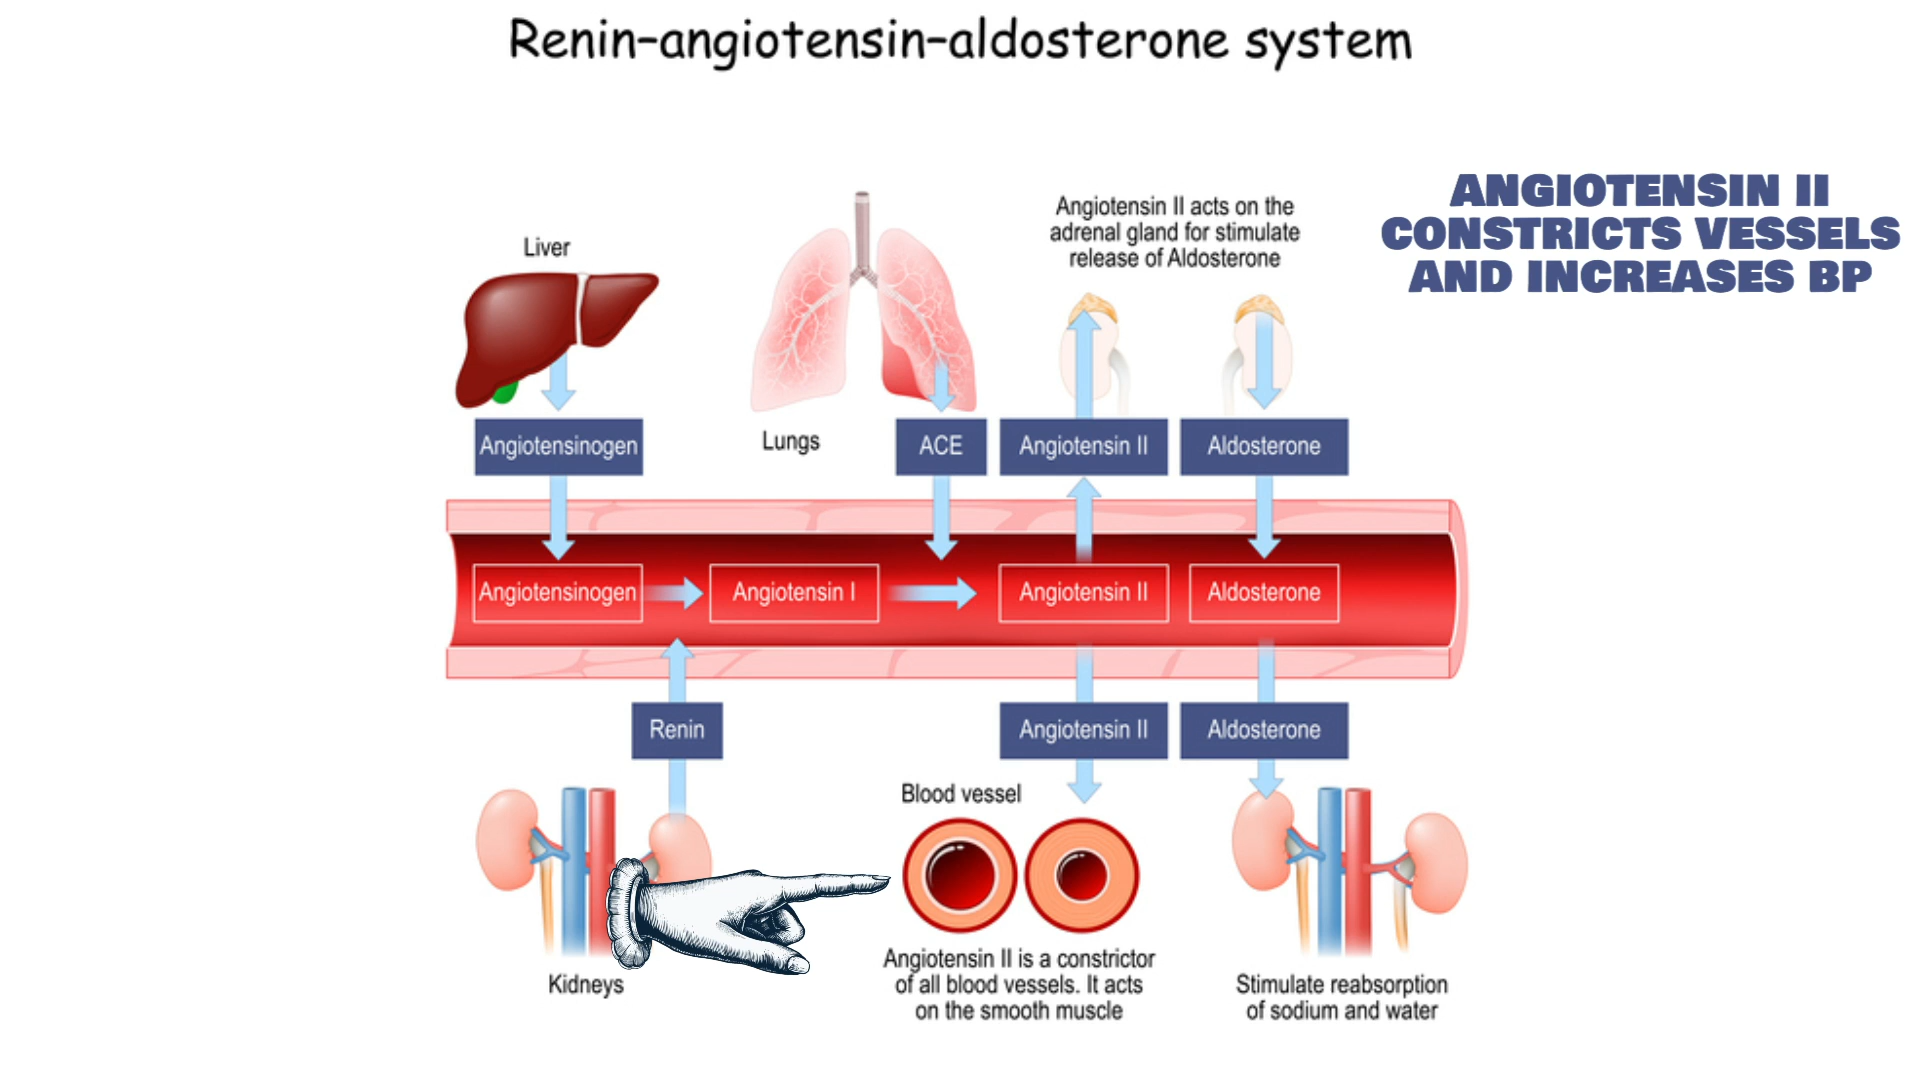 Renin–angiotensin–aldosterone system
ANGIOTENSIN II
CONSTRICTS VESSELS
AND INCREASES BP
Angiotensin II acts on the
adrenal gland for stimulate
release of Aldosterone
Liver
Lungs
Angiotensinogen
ACE
Angiotensin II
Aldosterone
Angiotensinogen
Angiotensin I
Angiotensin II
Aldosterone
Renin
Angiotensin II
Aldosterone
Blood vessel
Kidneys
Angiotensin II is a constrictor
of all blood vessels. It acts
on the smooth muscle
Stimulate reabsorption
of sodium and water